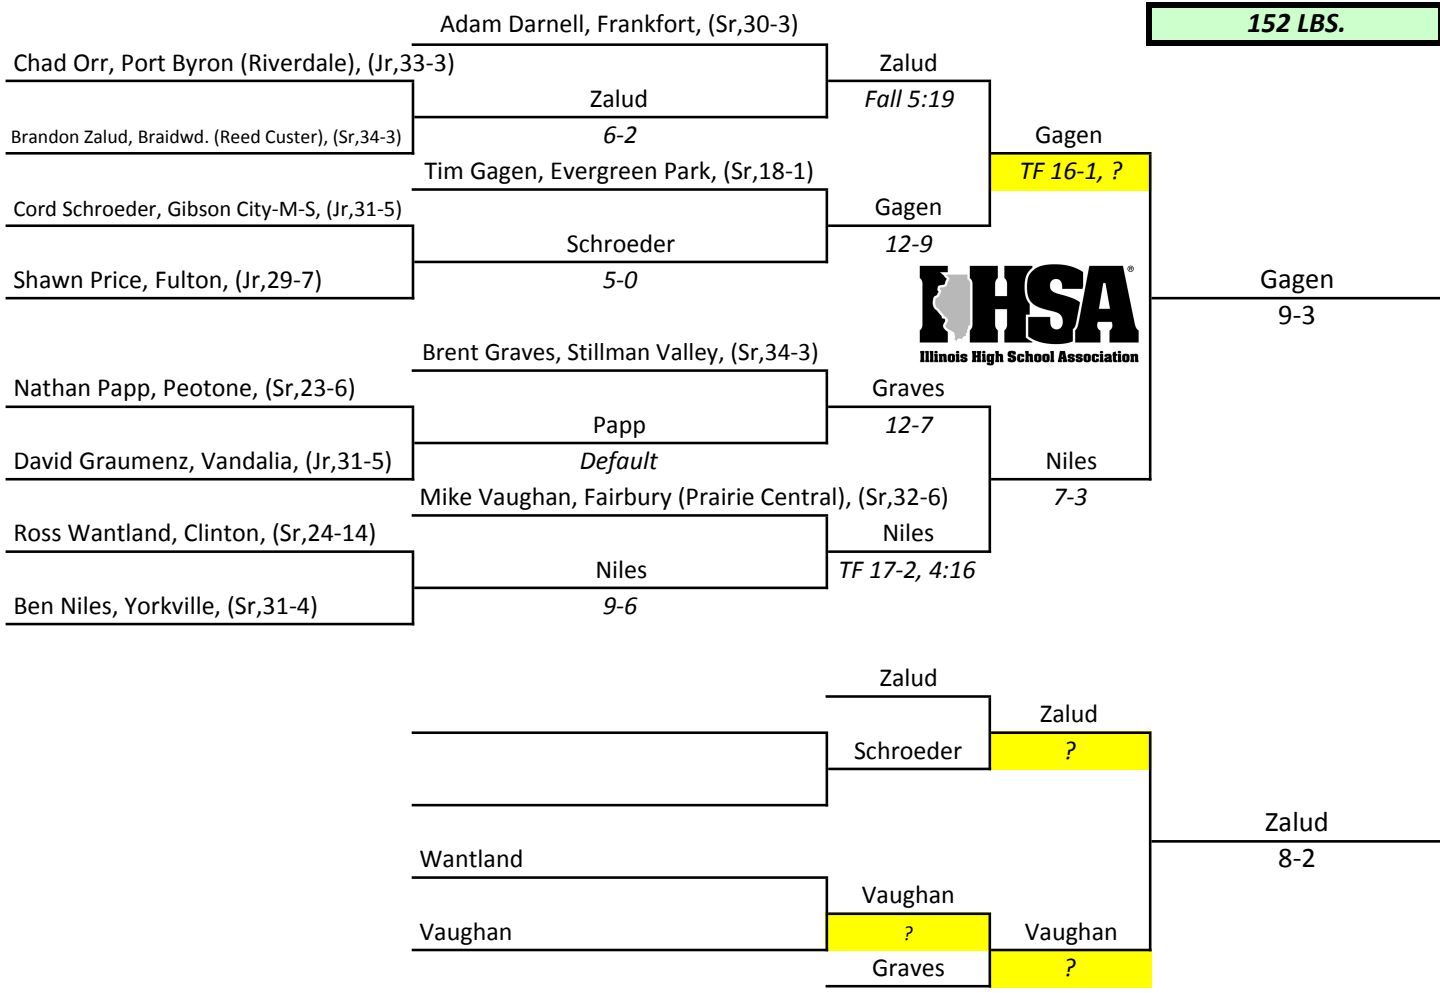 Adam Darnell, Frankfort, (Sr,30-3)
152 LBS.
Chad Orr, Port Byron (Riverdale), (Jr,33-3)
Zalud
Zalud
Fall 5:19
Brandon Zalud, Braidwd. (Reed Custer), (Sr,34-3)
6-2
Gagen
Tim Gagen, Evergreen Park, (Sr,18-1)
TF 16-1, ?
Cord Schroeder, Gibson City-M-S, (Jr,31-5)
Gagen
Schroeder
12-9
Shawn Price, Fulton, (Jr,29-7)
5-0
IHSA®
Illinois High School Association
Gagen
9-3
Brent Graves, Stillman Valley, (Sr,34-3)
Nathan Papp, Peotone, (Sr,23-6)
Graves
Papp
12-7
David Graumenz, Vandalia, (Jr,31-5)
Default
Niles
Mike Vaughan, Fairbury (Prairie Central), (Sr,32-6)
7-3
Ross Wantland, Clinton, (Sr,24-14)
Niles
Niles
TF 17-2, 4:16
Ben Niles, Yorkville, (Sr,31-4)
9-6
Zalud
Zalud
Schroeder
?
Zalud
8-2
Wantland
Vaughan
Vaughan
?
Vaughan
Graves
?